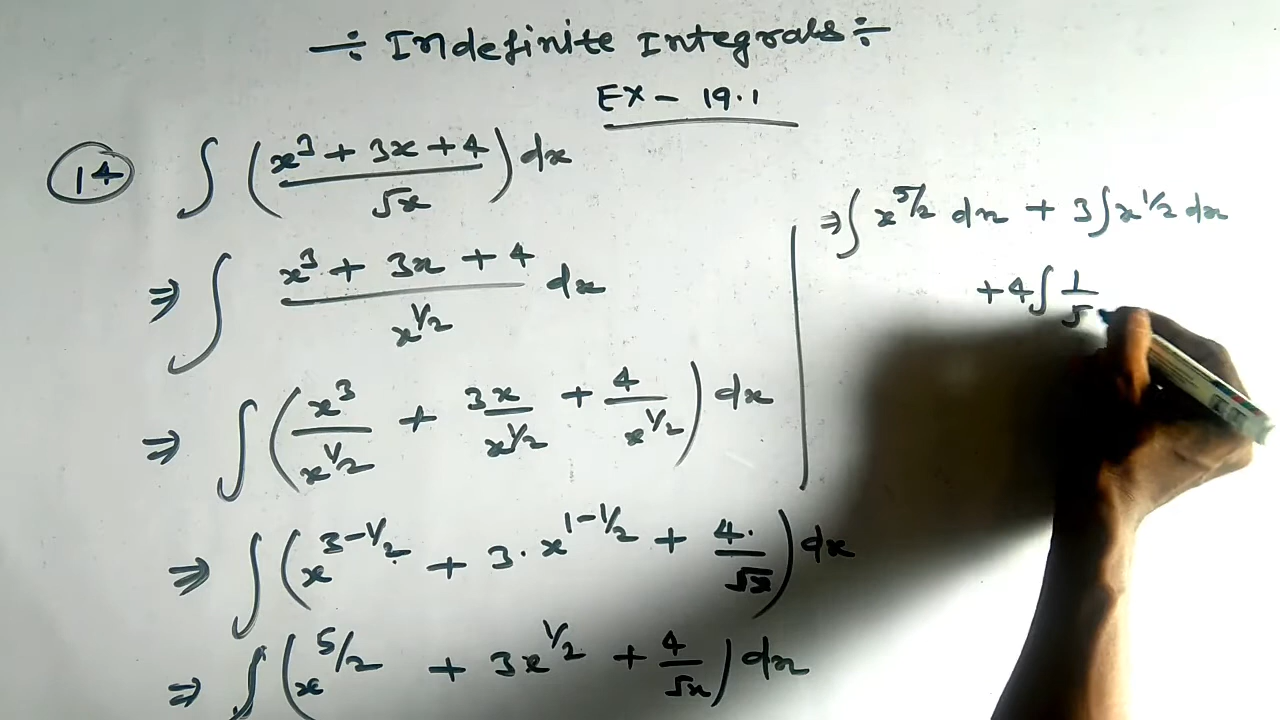 ÷ Indefinite Integrals ÷
EX - 19.1
14 ∫ ( (x³ + 3x + 4) / √x ) dx
⇒ ∫ (x³ + 3x + 4) / x^(1/2) dx
⇒ ∫ ( x³ / x^(1/2) + 3x / x^(1/2) + 4 / x^(1/2) ) dx
⇒ ∫ ( x^(3-1/2) + 3·x^(1-1/2) + 4· / √x ) dx
⇒ ∫ ( x^(5/2) + 3x^(1/2) + 4 / √x ) dx
⇒ ∫ x^(5/2) dx + 3 ∫ x^(1/2) dx
+ 4 ∫ 1 / √